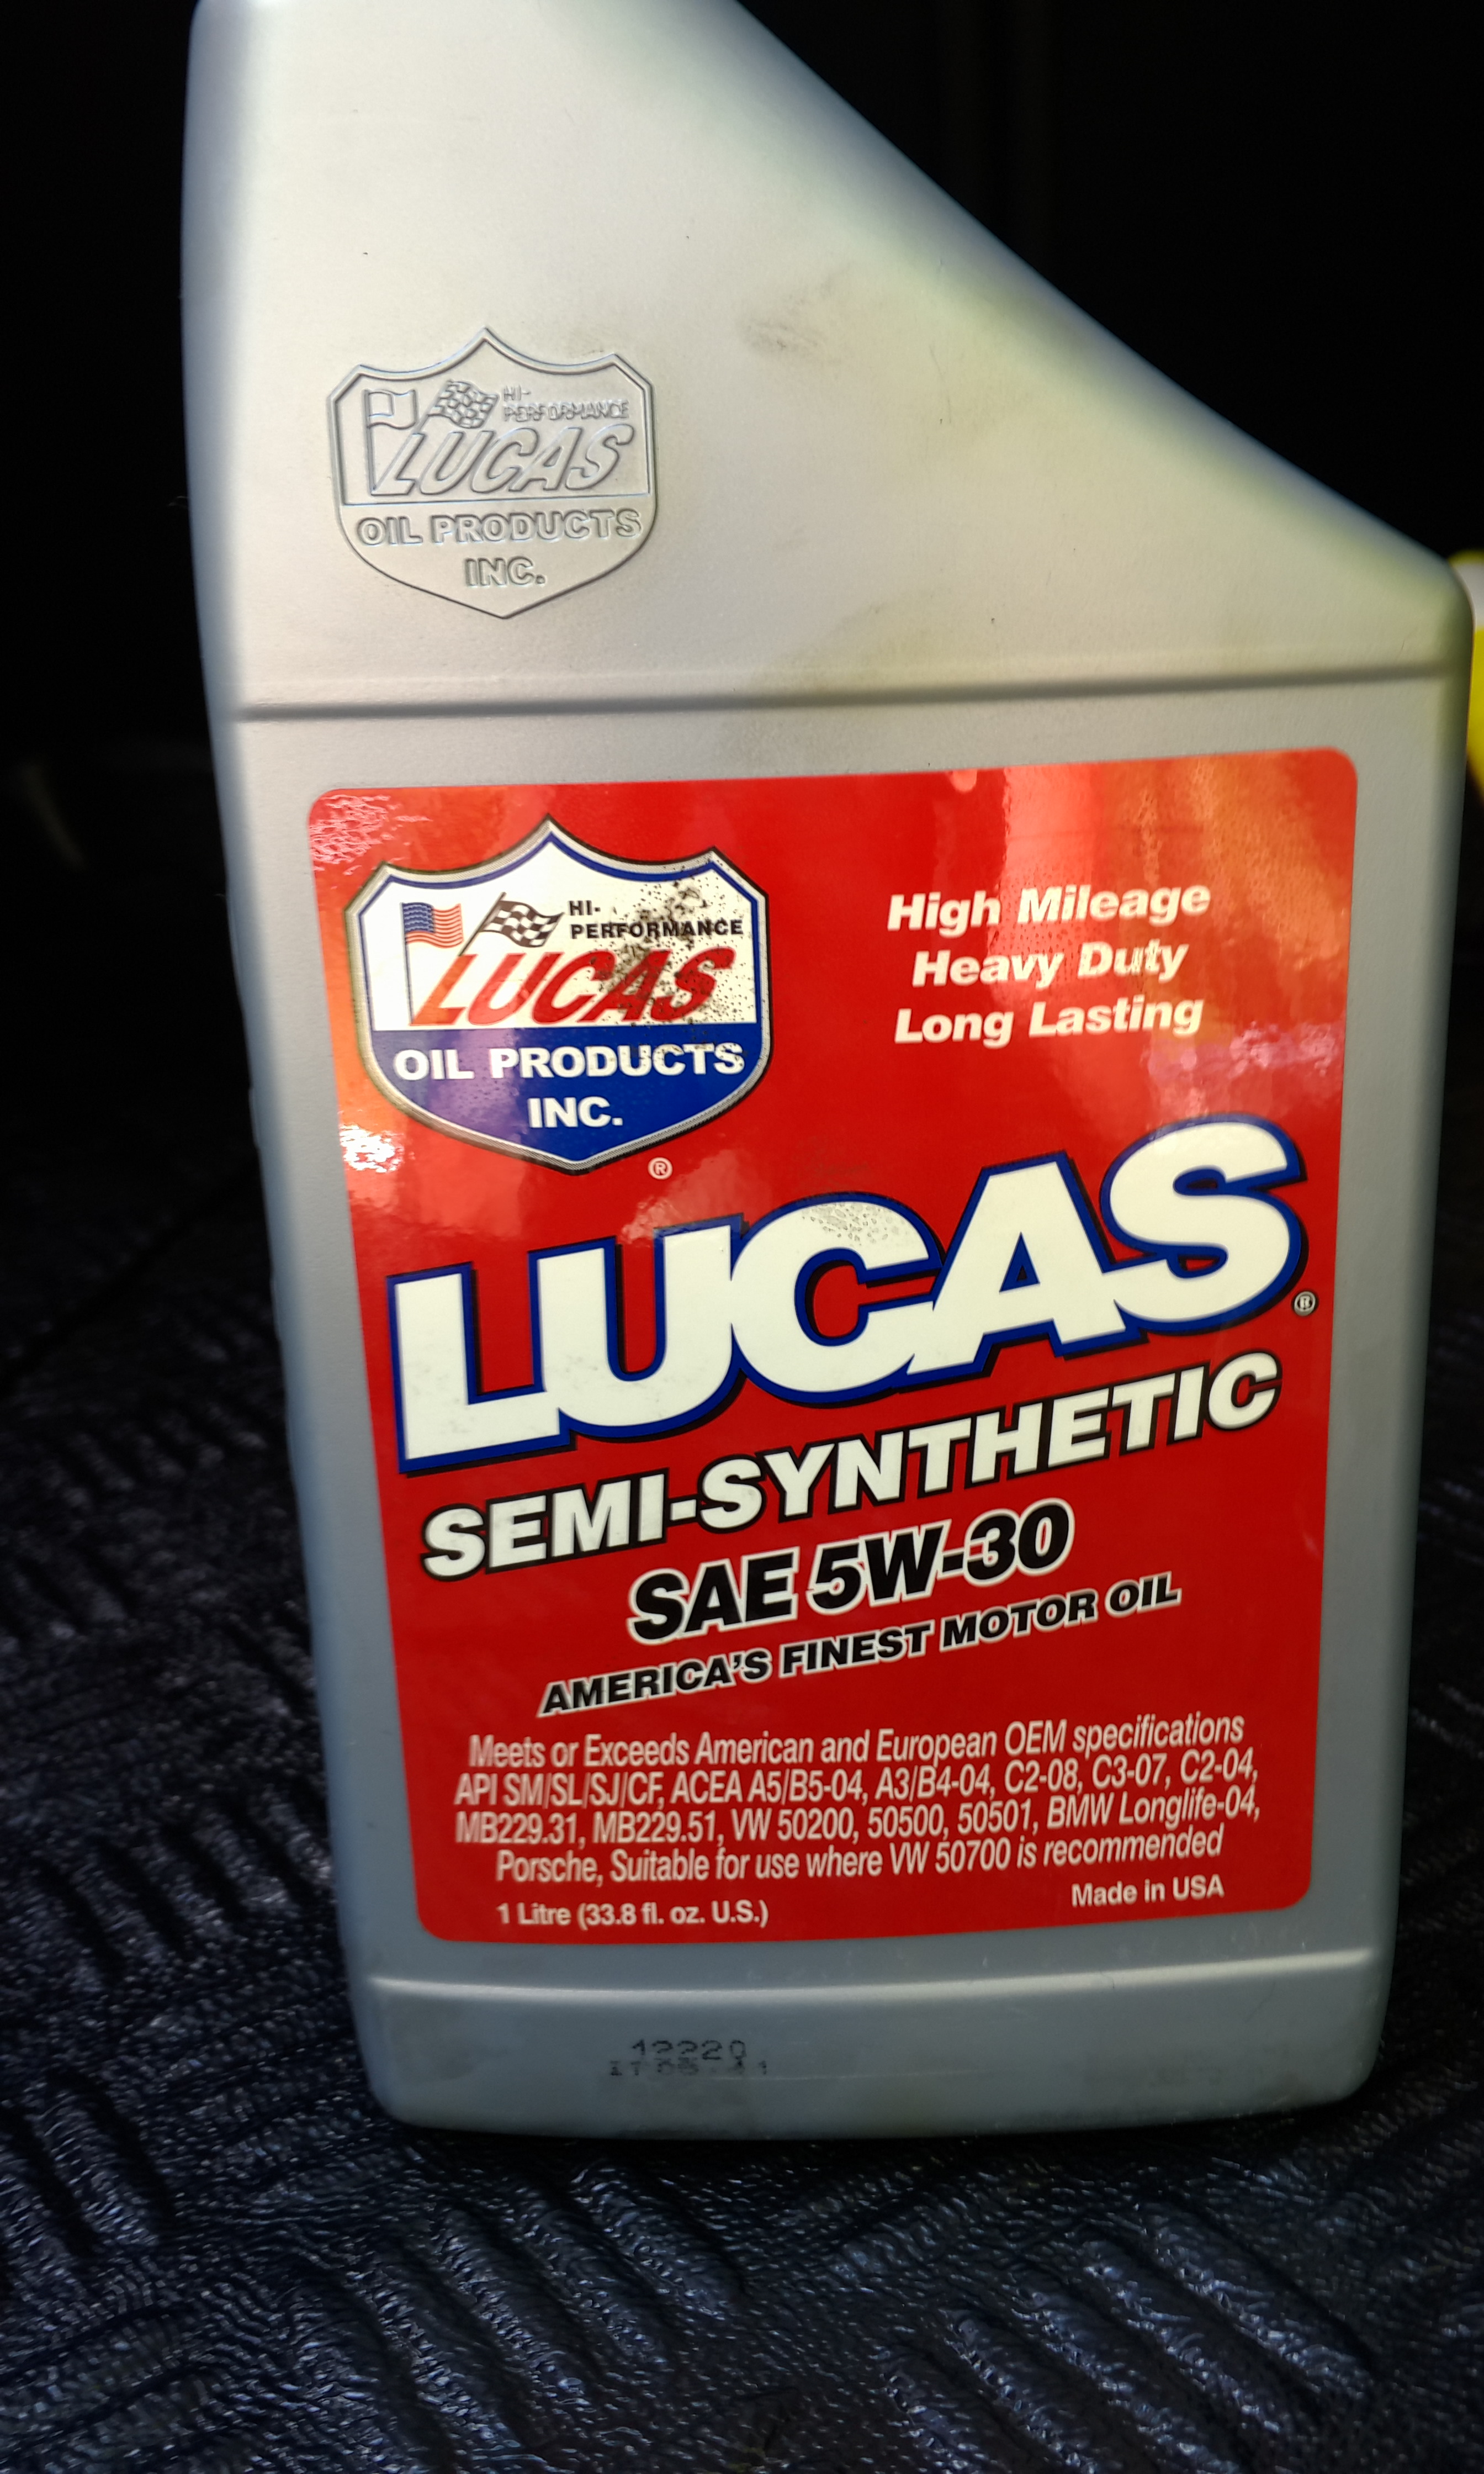 HI-
PERFORMANCE
LUCAS
OIL PRODUCTS
INC.
HI-
PERFORMANCE
LUCAS
OIL PRODUCTS
INC.
®
High Mileage
Heavy Duty
Long Lasting
LUCAS®
SEMI-SYNTHETIC
SAE 5W-30
AMERICA'S FINEST MOTOR OIL
Meets or Exceeds American and European OEM specifications
API SM/SL/SJ/CF, ACEA A5/B5-04, A3/B4-04, C2-08, C3-07, C2-04,
MB229.31, MB229.51, VW 50200, 50500, 50501, BMW Longlife-04,
Porsche, Suitable for use where VW 50700 is recommended
1 Litre (33.8 fl. oz. U.S.)
Made in USA
12220